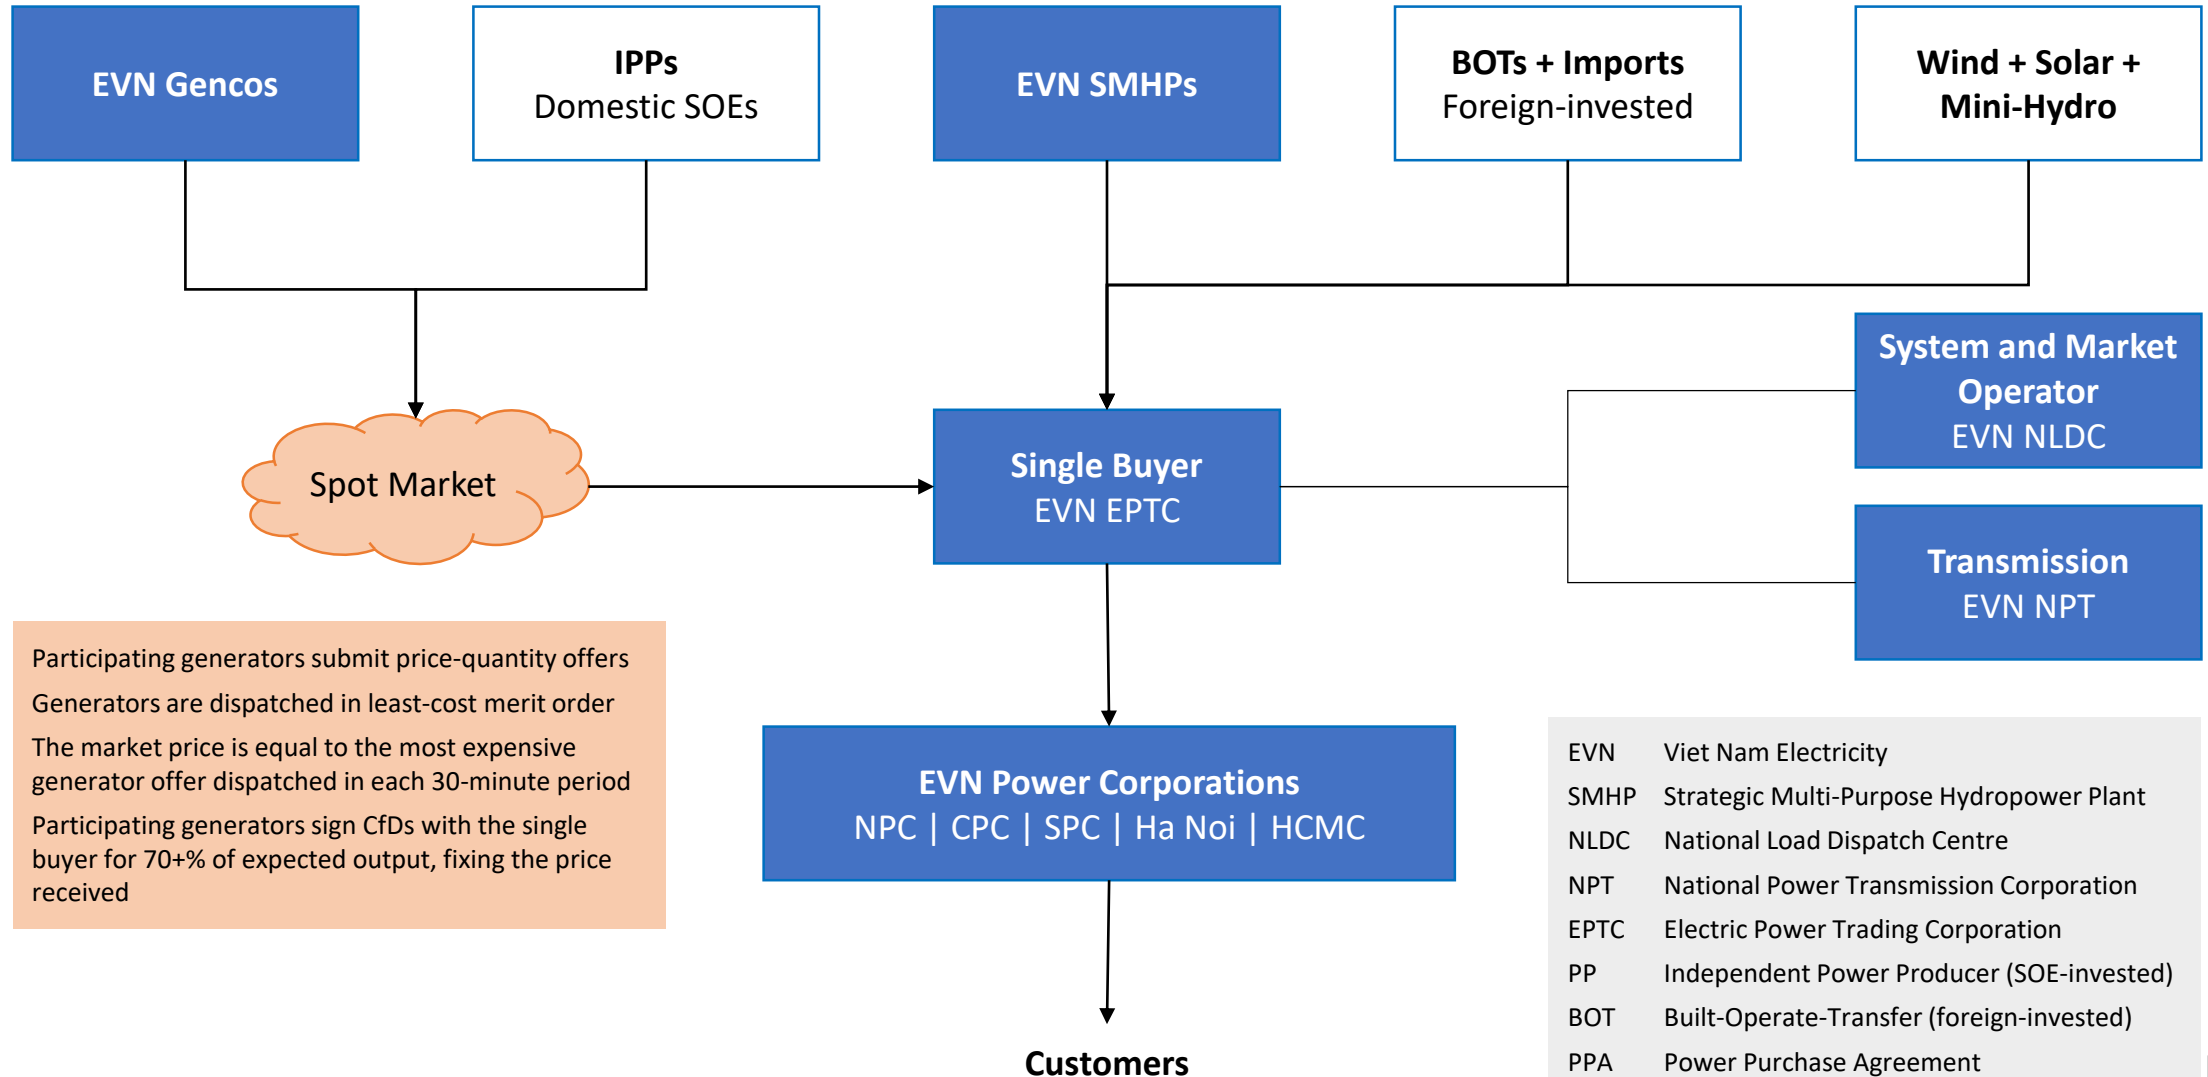 EVN Gencos
IPPs
Domestic SOEs
EVN SMHPs
BOTs + Imports
Foreign-invested
Wind + Solar +
Mini-Hydro
System and Market
Operator
EVN NLDC
Spot Market
Single Buyer
EVN EPTC
Transmission
EVN NPT
Participating generators submit price-quantity offers
Generators are dispatched in least-cost merit order
The market price is equal to the most expensive
generator offer dispatched in each 30-minute period
Participating generators sign CfDs with the single
buyer for 70+% of expected output, fixing the price
received
EVN Power Corporations
NPC | CPC | SPC | Ha Noi | HCMC
Customers
EVN Viet Nam Electricity
SMHP Strategic Multi-Purpose Hydropower Plant
NLDC National Load Dispatch Centre
NPT National Power Transmission Corporation
EPTC Electric Power Trading Corporation
PP Independent Power Producer (SOE-invested)
BOT Built-Operate-Transfer (foreign-invested)
PPA Power Purchase Agreement